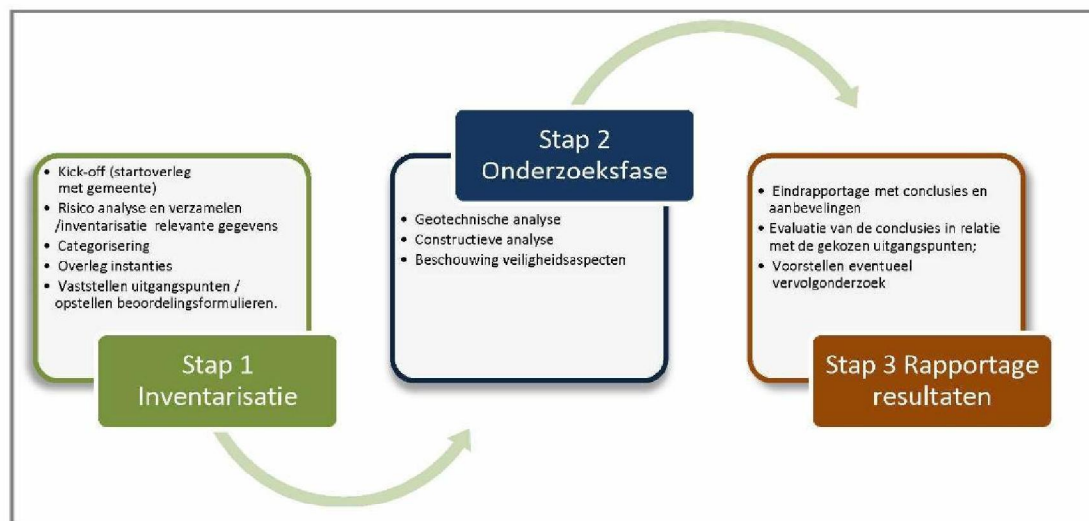 • Kick-off (startoverleg
met gemeente)
• Risico analyse en verzamelen
/inventarisatie relevante gegevens
• Categorisering
• Overleg instanties
• Vaststellen uitgangspunten /
opstellen beoordelingsformulieren.
Stap 1
Inventarisatie
Stap 2
Onderzoeksfase
• Geotechnische analyse
• Constructieve analyse
• Beschouwing veiligheidsaspecten
• Eindrapportage met conclusies en
aanbevelingen
• Evaluatie van de conclusies in relatie
met de gekozen uitgangspunten;
• Voorstellen eventueel
vervolgonderzoek
Stap 3 Rapportage
resultaten